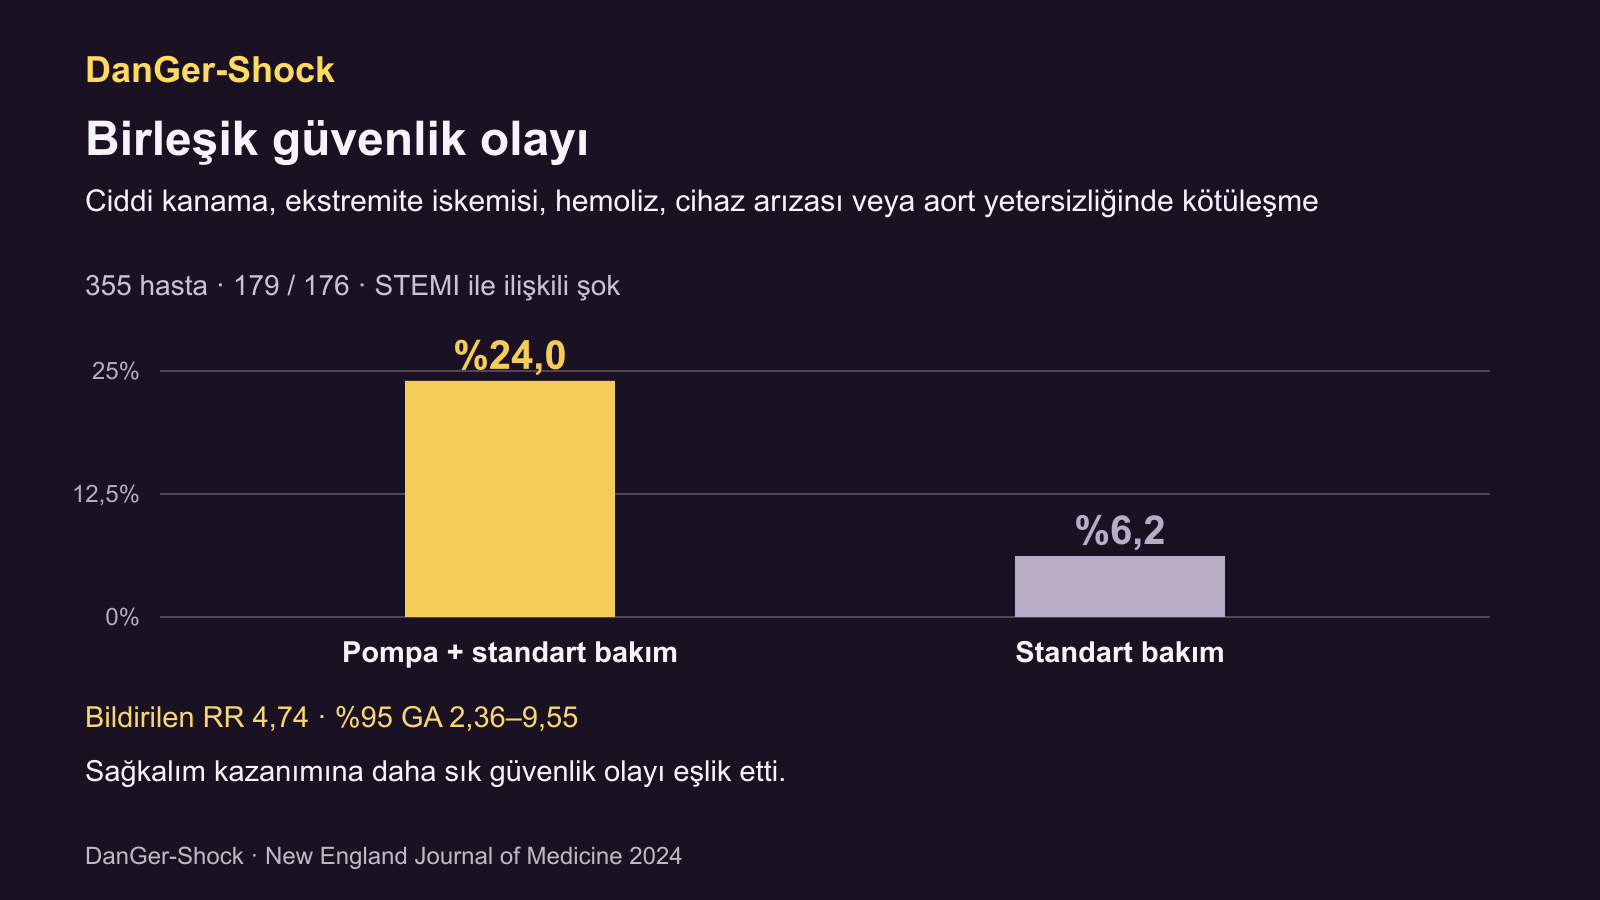 DanGer-Shock
Birleşik güvenlik olayı
Ciddi kanama, ekstremite iskemisi, hemoliz, cihaz arızası veya aort yetersizliğinde kötüleşme
355 hasta · 179 / 176 · STEMI ile ilişkili şok
%24,0
25%
12,5%
%6,2
0%
Pompa + standart bakım
Standart bakım
Bildirilen RR 4,74 · %95 GA 2,36–9,55
Sağkalım kazanımına daha sık güvenlik olayı eşlik etti.
DanGer-Shock · New England Journal of Medicine 2024